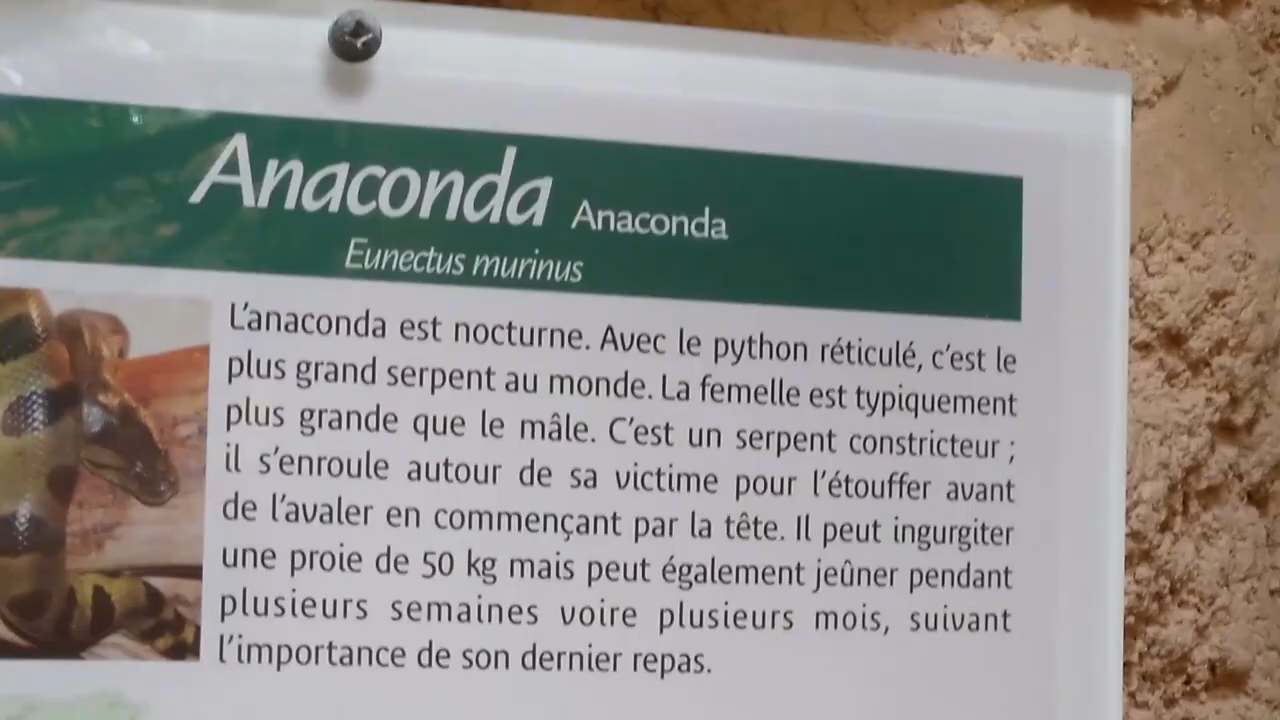 Anaconda Anaconda
Eunectus murinus
L'anaconda est nocturne. Avec le python réticulé, c'est le
plus grand serpent au monde. La femelle est typiquement
plus grande que le mâle. C'est un serpent constricteur ;
il s'enroule autour de sa victime pour l'étouffer avant
de l'avaler en commençant par la tête. Il peut ingurgiter
une proie de 50 kg mais peut également jeûner pendant
plusieurs semaines voire plusieurs mois, suivant
l'importance de son dernier repas.